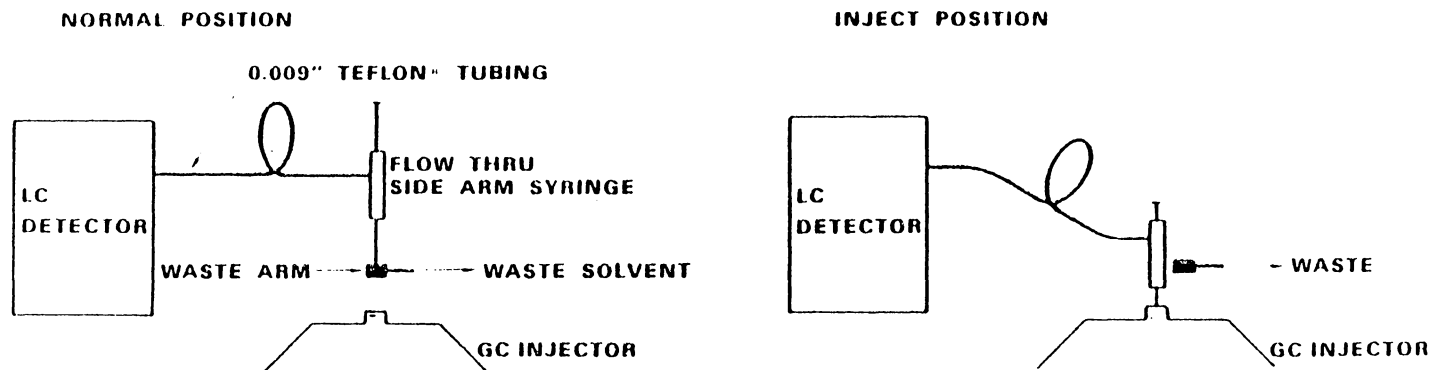 NORMAL POSITION
0.009" TEFLON" TUBING
LC
DETECTOR
FLOW THRU
SIDE ARM SYRINGE
WASTE ARM
WASTE SOLVENT
GC INJECTOR
INJECT POSITION
LC
DETECTOR
WASTE
GC INJECTOR